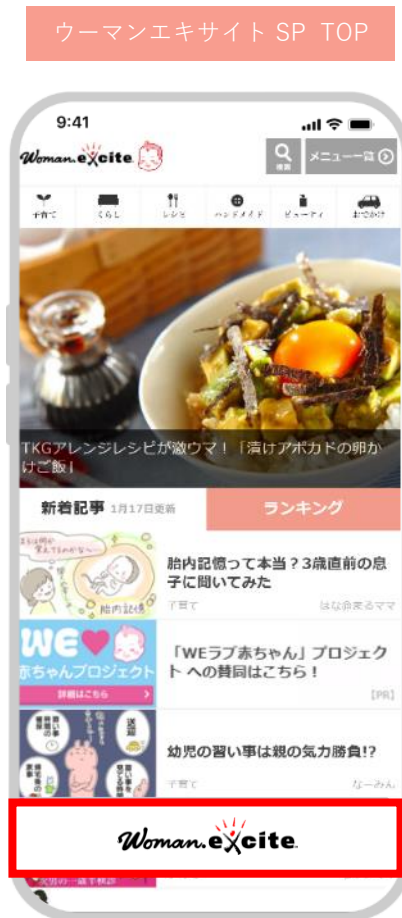 ウーマンエキサイト SP TOP
9:41
Woman.excite
検索
メニュー一覧
子育て
くらし
レシピ
ハンドメイド
ビューティ
おでかけ
TKGアレンジレシピが激ウマ！「漬けアボカドの卵か
けご飯」
新着記事 1月17日更新
ランキング
胎内記憶
胎内記憶って本当？3歳直前の息
子に聞いてみた
子育て
WE
赤ちゃんプロジェクト
詳細はこちら
「WEラブ赤ちゃん」プロジェク
ト への賛同はこちら！
[PR]
幼児の習い事は親の気力勝負!?
子育て
なーみん
Woman.excite